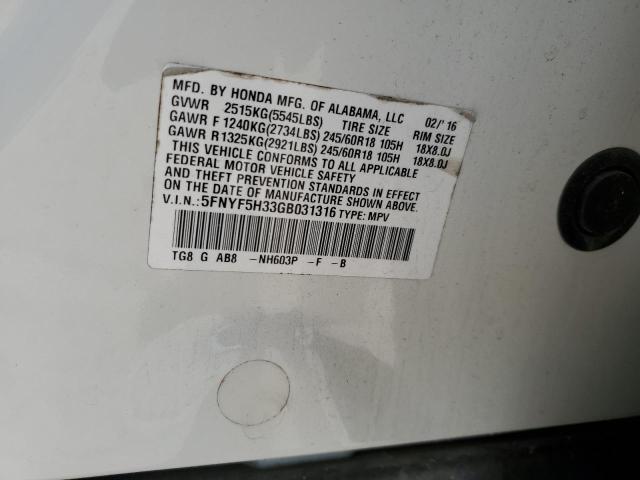 MFD. BY HONDA MFG. OF ALABAMA, LLC 02/'16
GVWR 2515KG(5545LBS) TIRE SIZE RIM SIZE
GAWR F 1240KG(2734LBS) 245/60R18 105H 18X8.0J
GAWR R1325KG(2921LBS) 245/60R18 105H 18X8.0J
THIS VEHICLE CONFORMS TO ALL APPLICABLE
FEDERAL MOTOR VEHICLE SAFETY
AND THEFT PREVENTION STANDARDS IN EFFECT
ON THE DATE OF MANUFACTURE SHOWN ABOVE.
V.I.N.: 5FNYF5H33GB031316 TYPE: MPV
TG8 G AB8 -NH603P -F -B